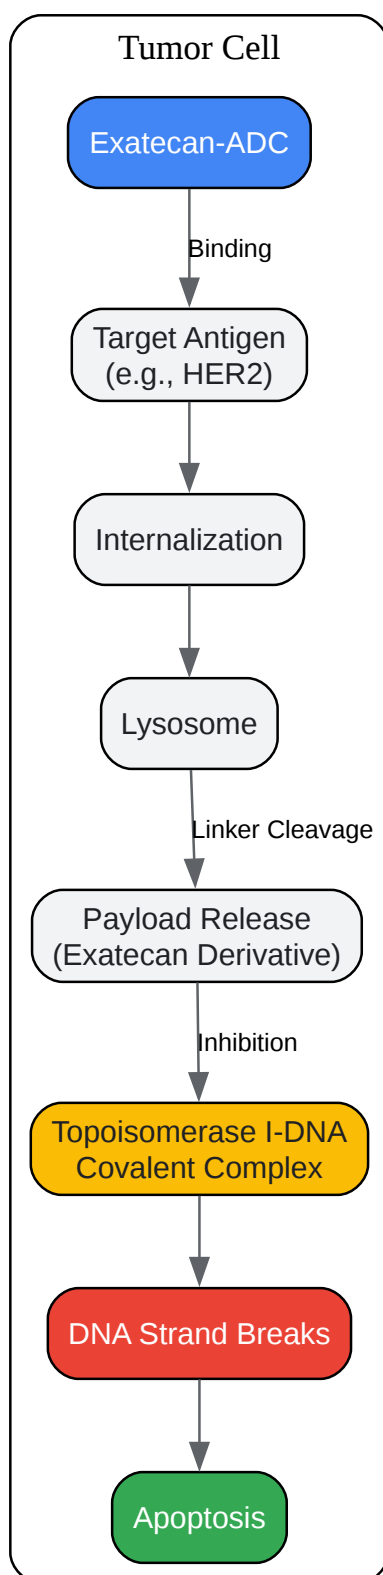 Tumor Cell
Exatecan-ADC
Binding
Target Antigen
(e.g., HER2)
Internalization
Lysosome
Linker Cleavage
Payload Release
(Exatecan Derivative)
Inhibition
Topoisomerase I-DNA
Covalent Complex
DNA Strand Breaks
Apoptosis